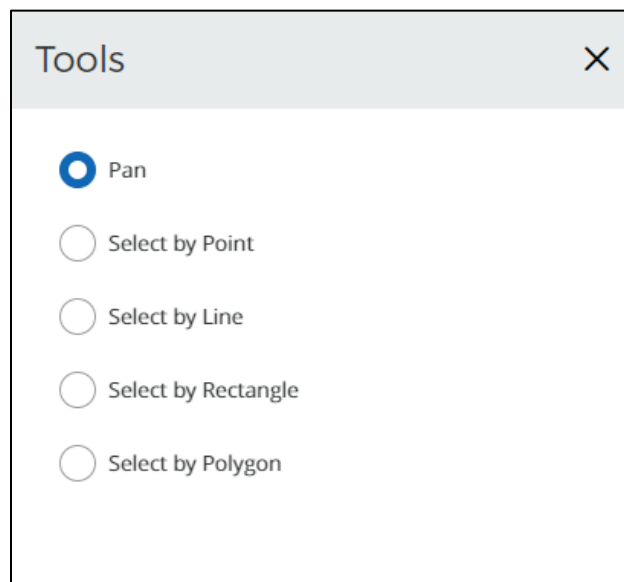 Tools
Pan
Select by Point
Select by Line
Select by Rectangle
Select by Polygon